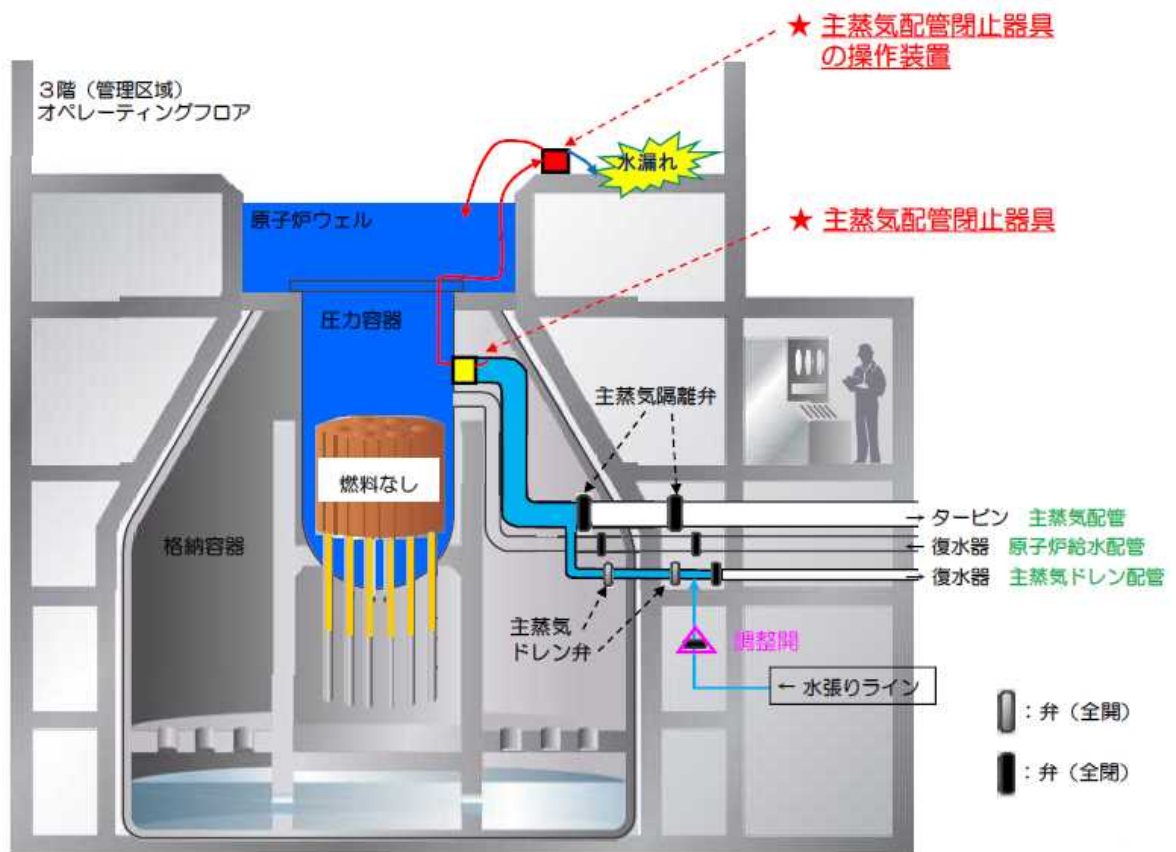 ★ 主蒸気配管閉止器具
の操作装置
3階（管理区域）
オペレーティングフロア
水漏れ
原子炉ウェル
★ 主蒸気配管閉止器具
圧力容器
主蒸気隔離弁
燃料なし
格納容器
→ タービン 主蒸気配管
← 復水器 原子炉給水配管
→ 復水器 主蒸気ドレン配管
主蒸気
ドレン弁
調整開
← 水張りライン
：弁（全開）
：弁（全閉）